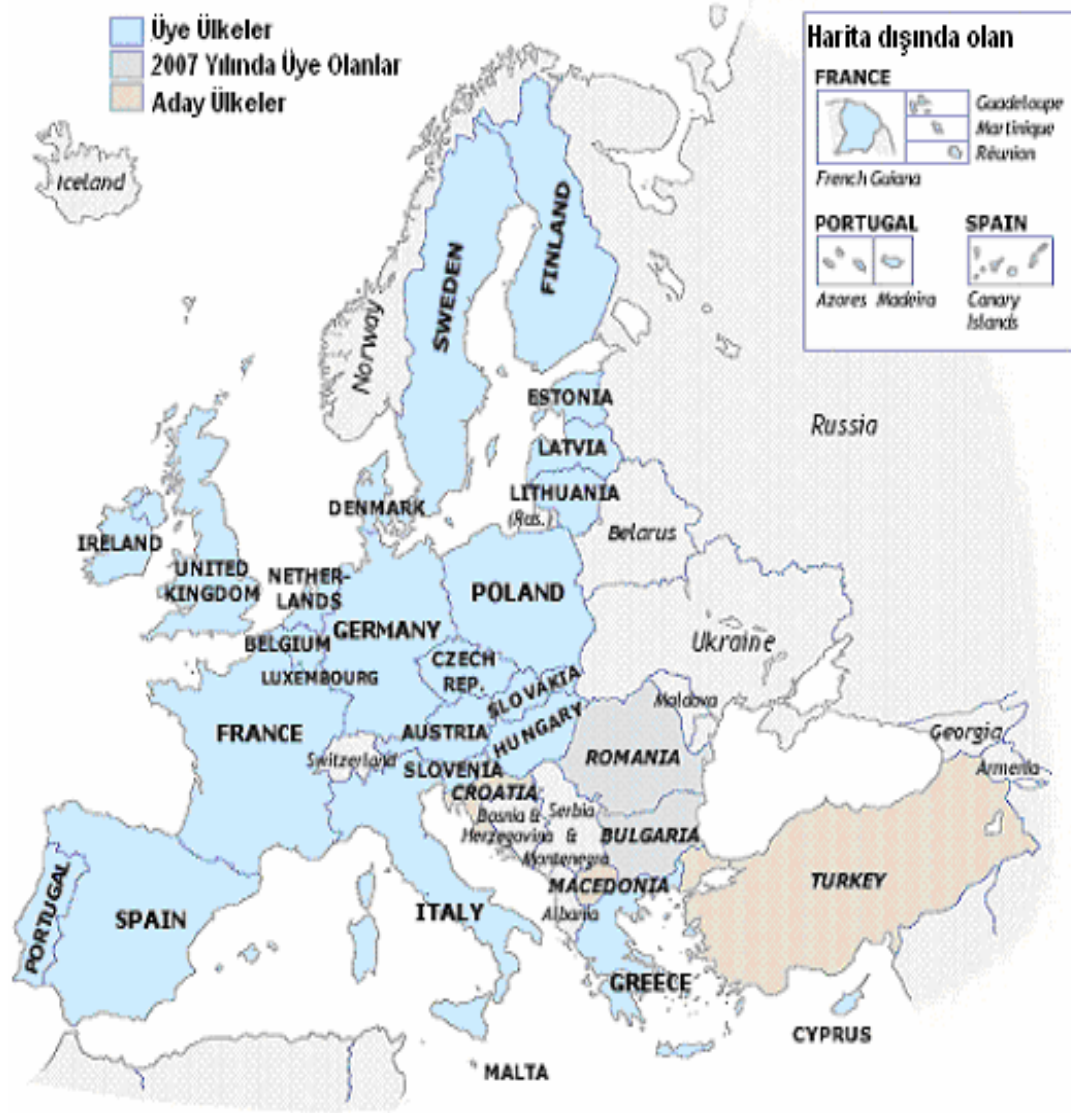 Üye Ülkeler
2007 Yılında Üye Olanlar
Aday Ülkeler
Harita dışında olan
FRANCE
Guadeloupe
Martinique
Réunion
French Guiana
PORTUGAL
SPAIN
Azores
Madeira
Canary
Islands
Iceland
Norway
SWEDEN
FINLAND
Russia
ESTONIA
LATVIA
LITHUANIA
(Rus.)
DENMARK
Belarus
IRELAND
UNITED
KINGDOM
NETHER-
LANDS
POLAND
BELGIUM
GERMANY
LUXEMBOURG
CZECH
REP.
SLOVAKIA
Ukraine
Moldova
FRANCE
AUSTRIA
HUNGARY
Switzerland
SLOVENIA
ROMANIA
Georgia
Armenia
CROATIA
Bosnia &
Herzegovina
Serbia
&
Montenegro
BULGARIA
MACEDONIA
Albania
TURKEY
PORTUGAL
SPAIN
ITALY
GREECE
CYPRUS
MALTA